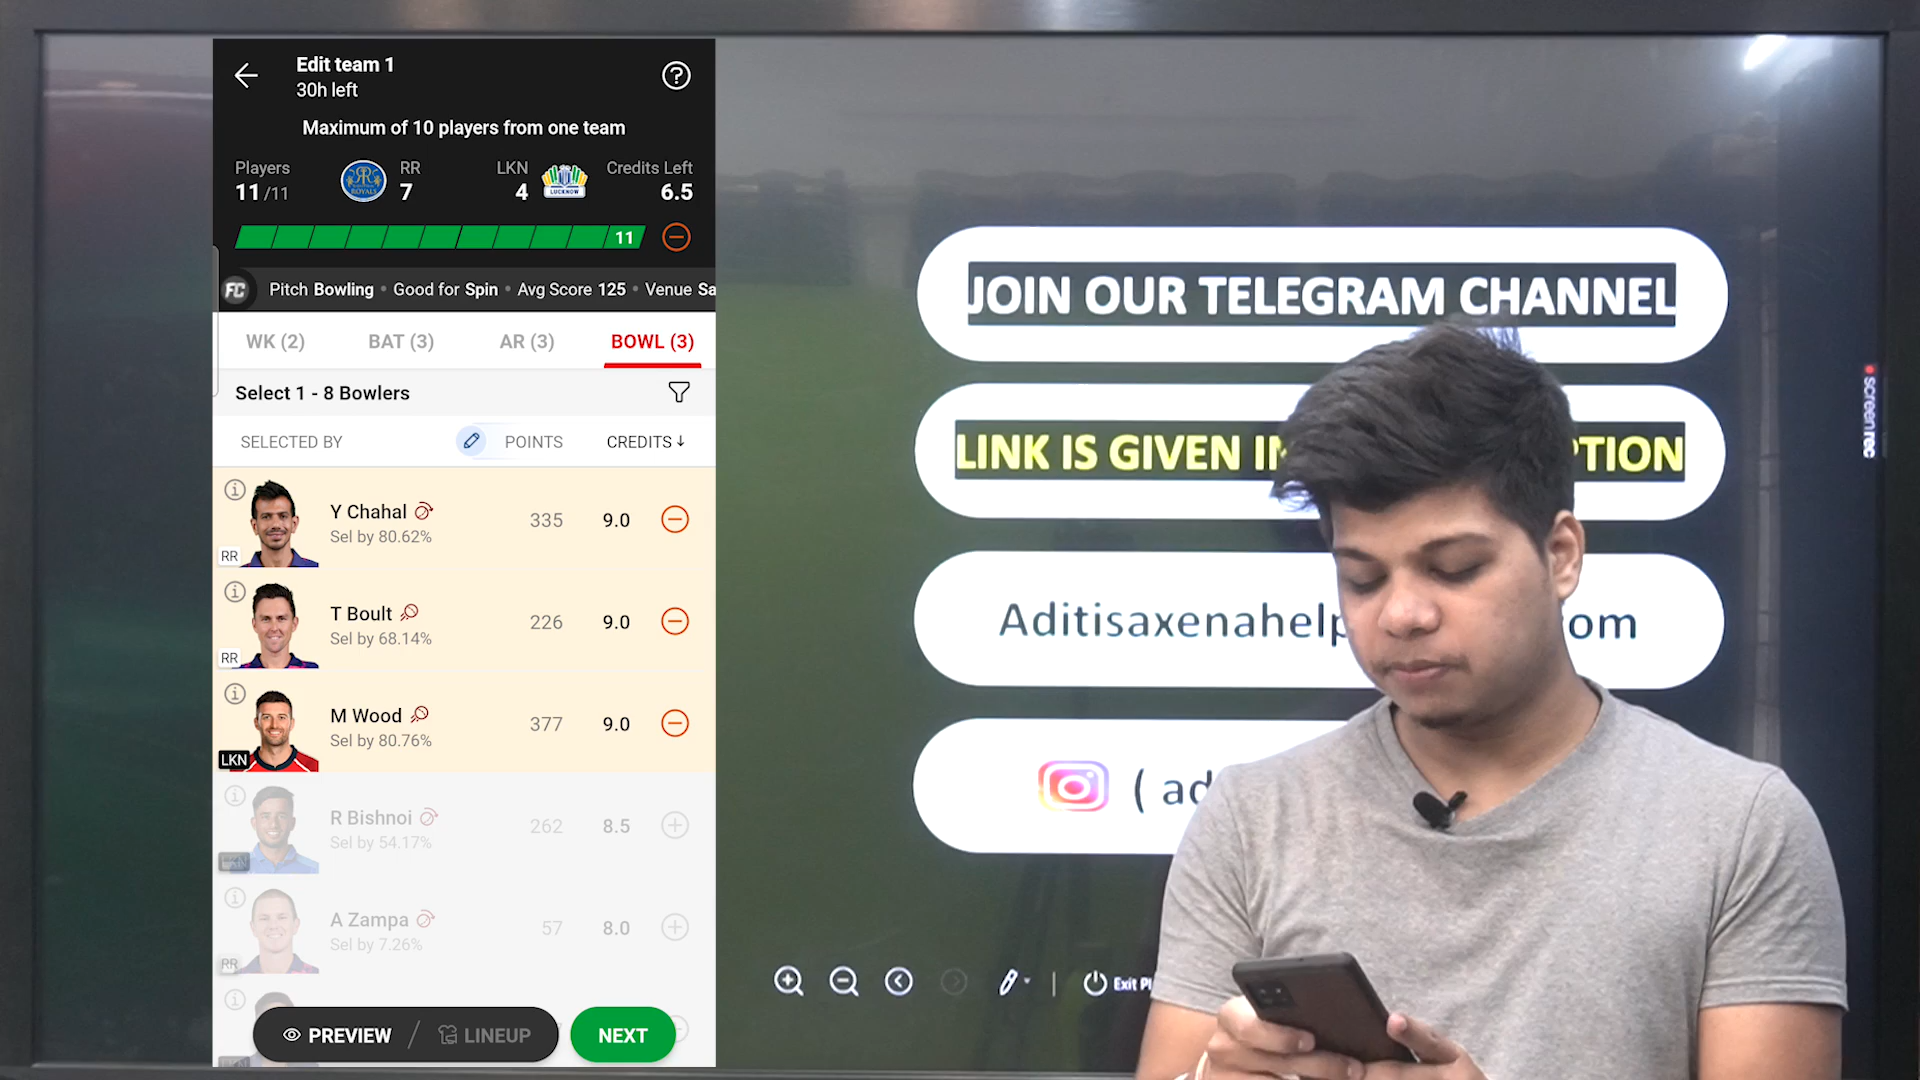 Edit team 1
30h left
Maximum of 10 players from one team
Players
11/11
RR
7
LKN
4
Credits Left
6.5
11
FC Pitch Bowling • Good for Spin • Avg Score 125 • Venue Sa
WK (2)
BAT (3)
AR (3)
BOWL (3)
Select 1 - 8 Bowlers
SELECTED BY
POINTS
CREDITS ↓
Y Chahal
Sel by 80.62%
335
9.0
RR
T Boult
Sel by 68.14%
226
9.0
RR
M Wood
Sel by 80.76%
377
9.0
LKN
R Bishnoi
Sel by 54.17%
262
8.5
A Zampa
Sel by 7.26%
57
8.0
RR
PREVIEW
LINEUP
NEXT
JOIN OUR TELEGRAM CHANNEL
LINK IS GIVEN IN PTION
Aditisaxenahelp om
( ad
Exit
screenrec